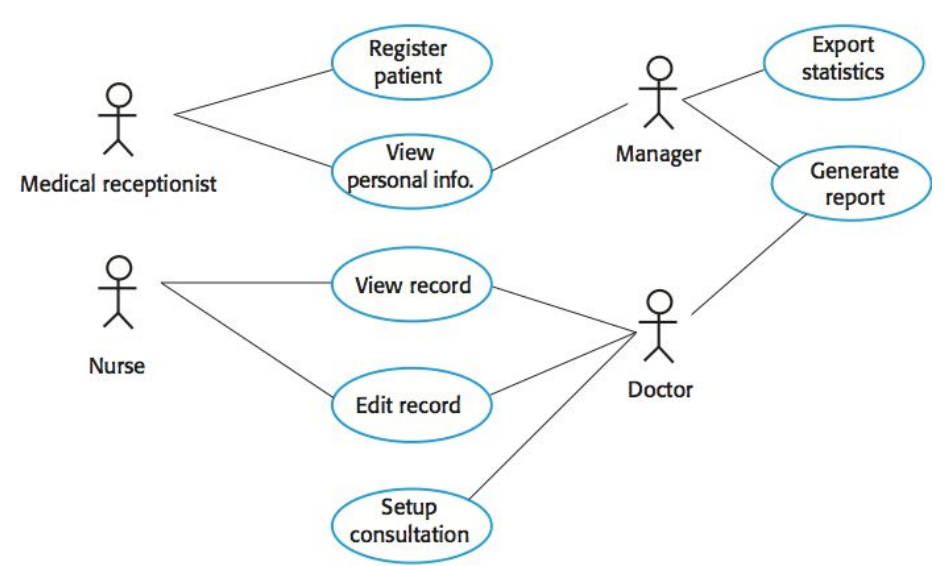 Register
patient
Export
statistics
Medical receptionist
View
personal info.
Manager
Generate
report
View record
Nurse
Edit record
Doctor
Setup
consultation